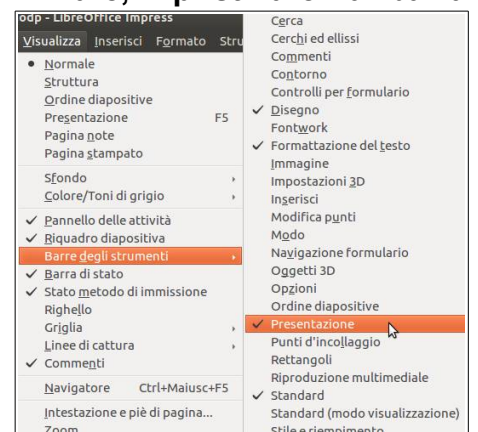 odp - LibreOffice Impress
Visualizza Inserisci Formato Stru
Normale
Struttura
Ordine diapositive
Presentazione F5
Pagina note
Pagina stampato
Sfondo
Colore/Toni di grigio
Pannello delle attività
Riquadro diapositiva
Barre degli strumenti
Barra di stato
Stato metodo di immissione
Righello
Griglia
Linee di cattura
Commenti
Navigatore Ctrl+Maiusc+F5
Intestazione e piè di pagina...
Zoom
Cerca
Cerchi ed ellissi
Commenti
Contorno
Controlli per formulario
Disegno
Fontwork
Formattazione del testo
Immagine
Impostazioni 3D
Inserisci
Modifica punti
Modo
Navigazione formulario
Oggetti 3D
Opzioni
Ordine diapositive
Presentazione
Punti d'incollaggio
Rettangoli
Riproduzione multimediale
Standard
Standard (modo visualizzazione)
Stile e riempimento